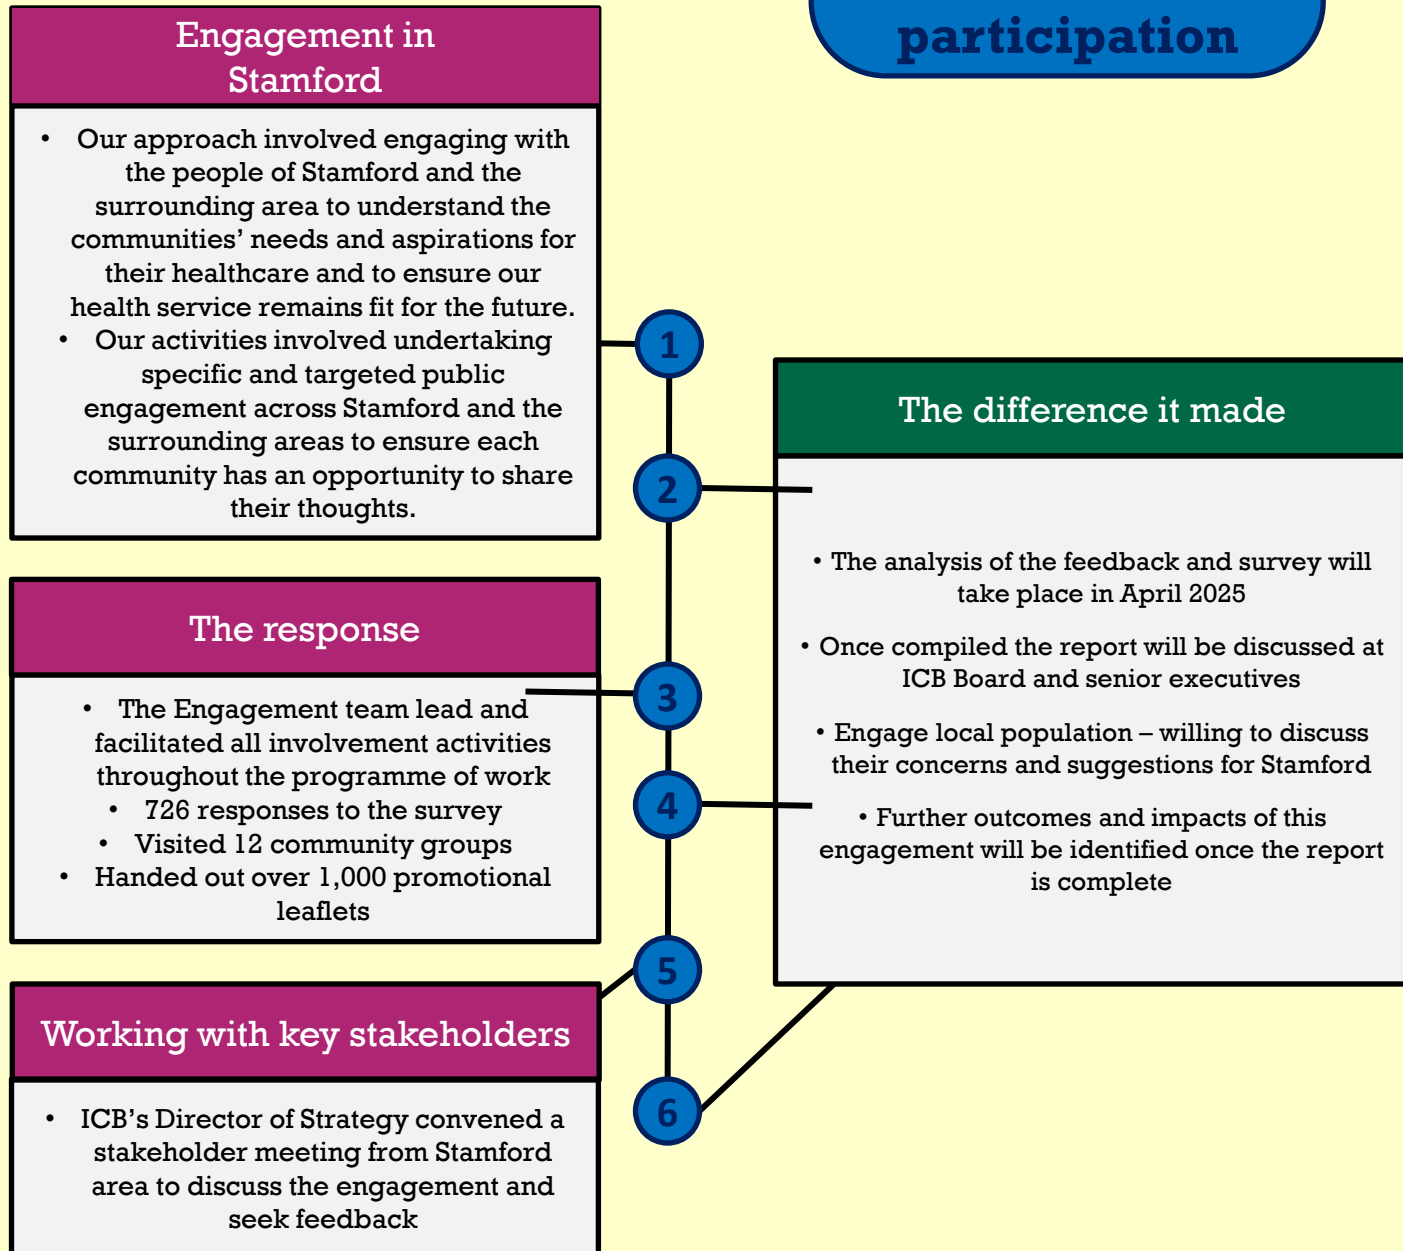 participation
Engagement in
Stamford
• Our approach involved engaging with
the people of Stamford and the
surrounding area to understand the
communities’ needs and aspirations for
their healthcare and to ensure our
health service remains fit for the future.
• Our activities involved undertaking
specific and targeted public
engagement across Stamford and the
surrounding areas to ensure each
community has an opportunity to share
their thoughts.
The response
• The Engagement team lead and
facilitated all involvement activities
throughout the programme of work
• 726 responses to the survey
• Visited 12 community groups
• Handed out over 1,000 promotional
leaflets
Working with key stakeholders
• ICB’s Director of Strategy convened a
stakeholder meeting from Stamford
area to discuss the engagement and
seek feedback
1
2
3
4
5
6
The difference it made
• The analysis of the feedback and survey will
take place in April 2025
• Once compiled the report will be discussed at
ICB Board and senior executives
• Engage local population – willing to discuss
their concerns and suggestions for Stamford
• Further outcomes and impacts of this
engagement will be identified once the report
is complete